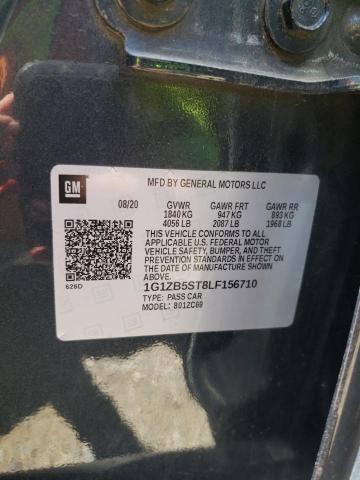 GM
MFD BY GENERAL MOTORS LLC
08/20 GVWR GAWR FRT GAWR RR
1840 KG 947 KG 893 KG
4056 LB 2087 LB 1968 LB
THIS VEHICLE CONFORMS TO ALL
APPLICABLE U.S. FEDERAL MOTOR
VEHICLE SAFETY, BUMPER, AND THEFT
PREVENTION STANDARDS IN EFFECT
ON THE DATE OF MANUFACTURE SHOWN
ABOVE.
626D
1G1ZB5ST8LF156710
TYPE: PASS CAR
MODEL: 801ZC69